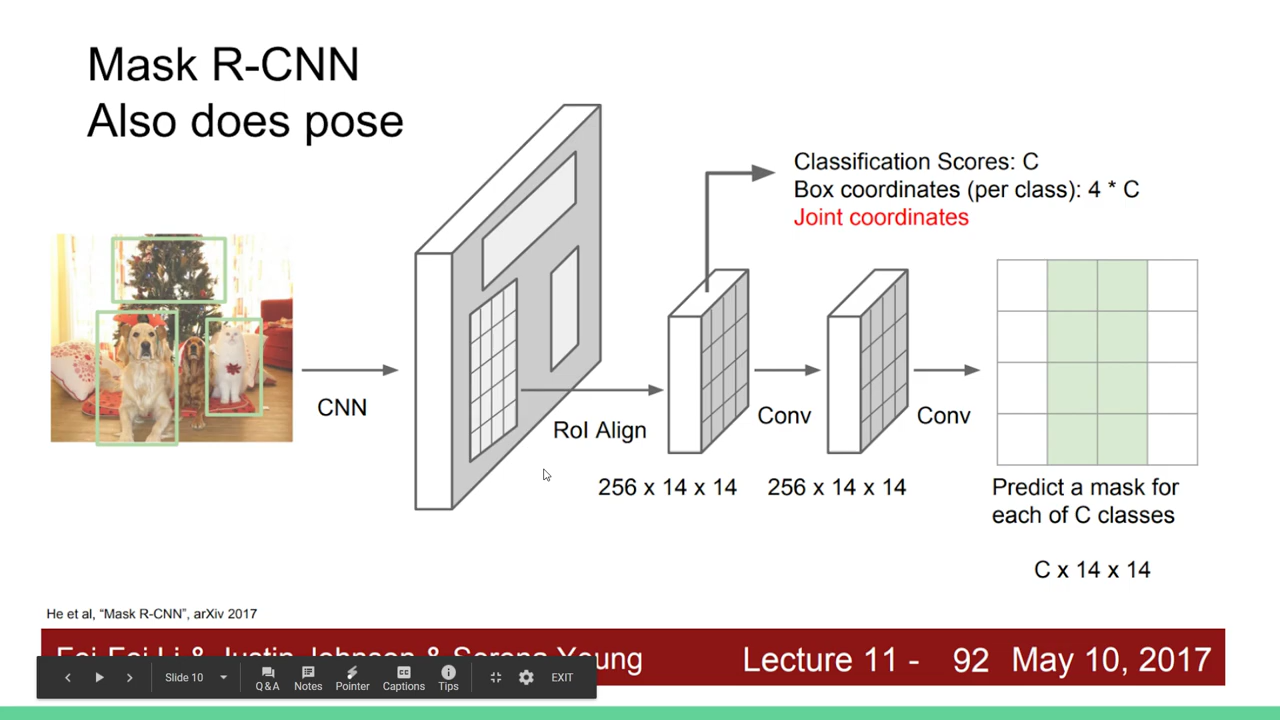 Mask R-CNN
Also does pose
Classification Scores: C
Box coordinates (per class): 4 * C
Joint coordinates
CNN
RoI Align
Conv
Conv
256 x 14 x 14
256 x 14 x 14
Predict a mask for
each of C classes
C x 14 x 14
He et al, “Mask R-CNN”, arXiv 2017
Fei-Fei Li & Justin Johnson & Serena Yeung
Lecture 11 - 92 May 10, 2017
Slide 10
Q&A
Notes
Pointer
Captions
Tips
EXIT